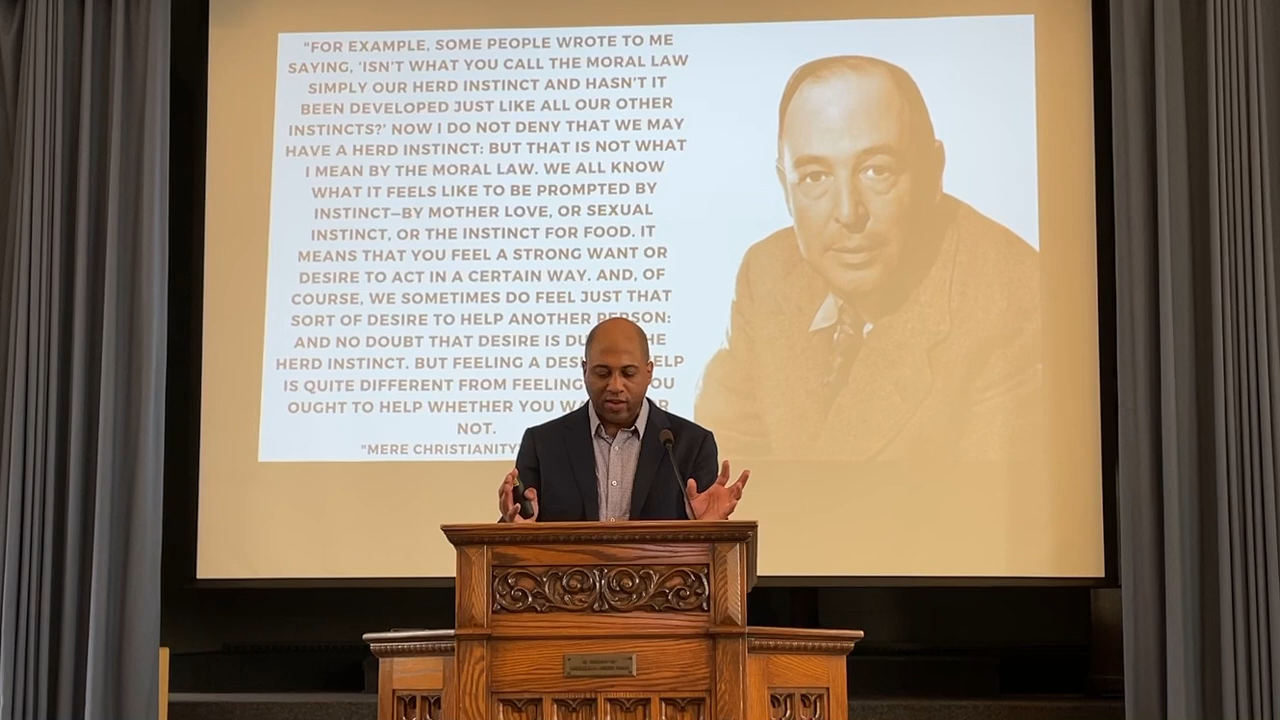 "FOR EXAMPLE, SOME PEOPLE WROTE TO ME
SAYING, 'ISN'T WHAT YOU CALL THE MORAL LAW
SIMPLY OUR HERD INSTINCT AND HASN'T IT
BEEN DEVELOPED JUST LIKE ALL OUR OTHER
INSTINCTS?' NOW I DO NOT DENY THAT WE MAY
HAVE A HERD INSTINCT: BUT THAT IS NOT WHAT
I MEAN BY THE MORAL LAW. WE ALL KNOW
WHAT IT FEELS LIKE TO BE PROMPTED BY
INSTINCT—BY MOTHER LOVE, OR SEXUAL
INSTINCT, OR THE INSTINCT FOR FOOD. IT
MEANS THAT YOU FEEL A STRONG WANT OR
DESIRE TO ACT IN A CERTAIN WAY. AND, OF
COURSE, WE SOMETIMES DO FEEL JUST THAT
SORT OF DESIRE TO HELP ANOTHER PERSON:
AND NO DOUBT THAT DESIRE IS
HERD INSTINCT. BUT FEELING A
IS QUITE DIFFERENT FROM FEELING
OUGHT TO HELP WHETHER YOU
NOT.
"MERE CHRISTIANITY"